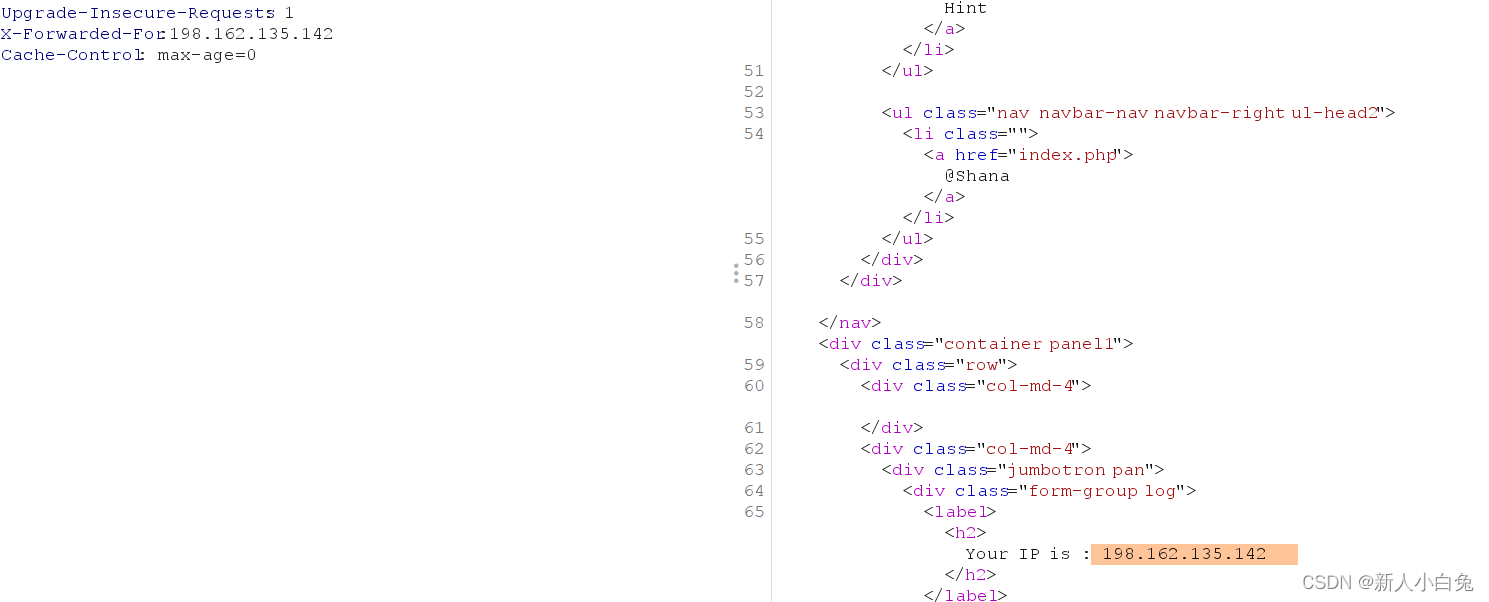 Upgrade-Insecure-Requests: 1
X-Forwarded-For:198.162.135.142
Cache-Control: max-age=0
Hint
</a>
</li>
51 </ul>
52
53 <ul class="nav navbar-nav navbar-right ul-head2">
54 <li class="">
<a href="index.php">
@Shana
</a>
</li>
55 </ul>
56 </div>
57 </div>
58 </nav>
<div class="container panel1">
59 <div class="row">
60 <div class="col-md-4">
61 </div>
62 <div class="col-md-4">
63 <div class="jumbotron pan">
64 <div class="form-group log">
65 <label>
<h2>
Your IP is : 198.162.135.142
</h2>
</label>
CSDN @新人小白兔